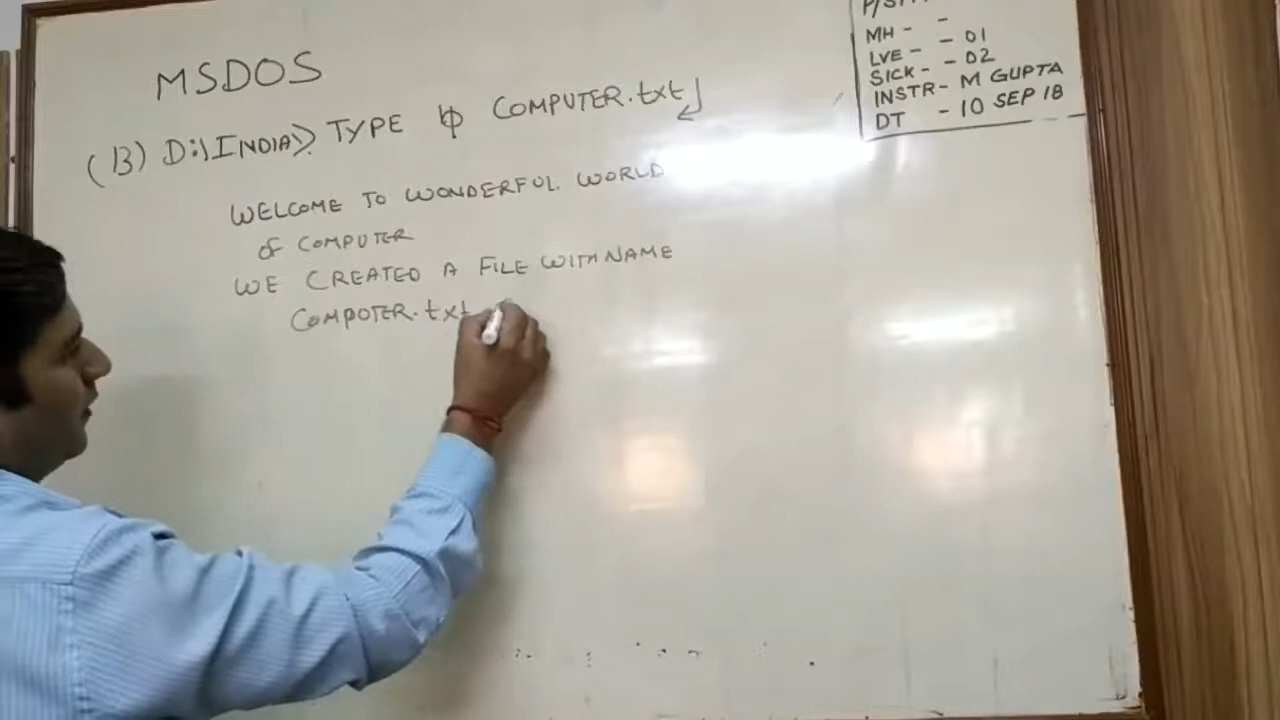 MSDOS
(B) D:\INDIA> TYPE ␢ COMPUTER.txt ↵
WELCOME TO WONDERFUL WORLD
OF COMPUTER
WE CREATED A FILE WITH NAME
COMPUTER.txt
MH - -
LVE - - 01
SICK - - 02
INSTR - M GUPTA
DT - 10 SEP 18